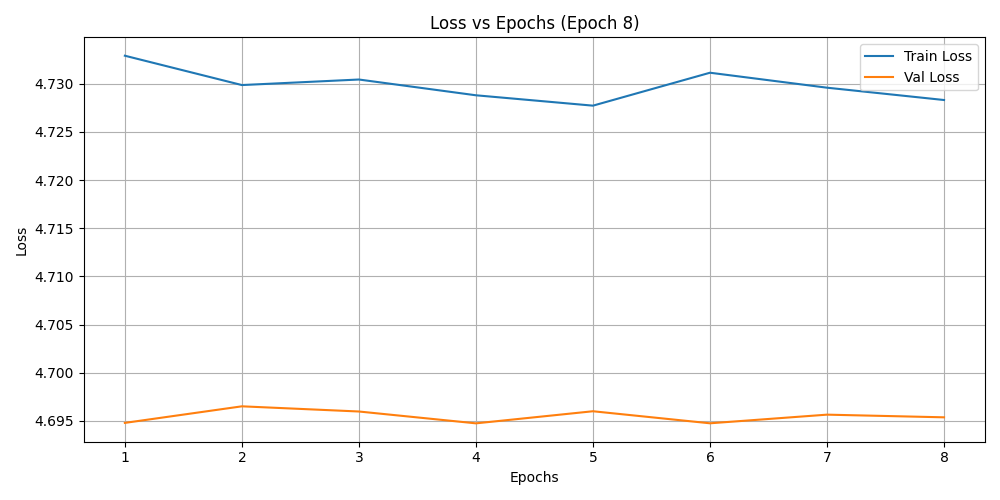 Loss vs Epochs (Epoch 8)
Train Loss
Val Loss
4.730
4.725
4.720
4.715
4.710
4.705
4.700
4.695
Loss
1 2 3 4 5 6 7 8
Epochs